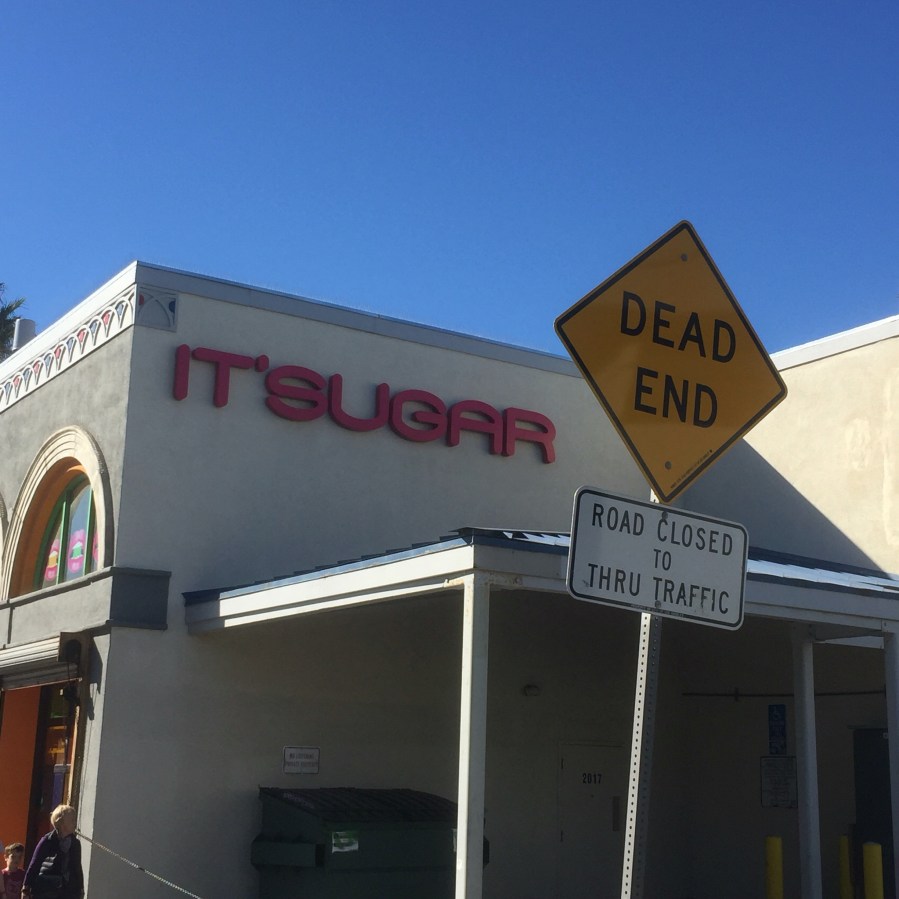 IT'SUGAR
DEAD
END
ROAD CLOSED
TO
THRU TRAFFIC
2017